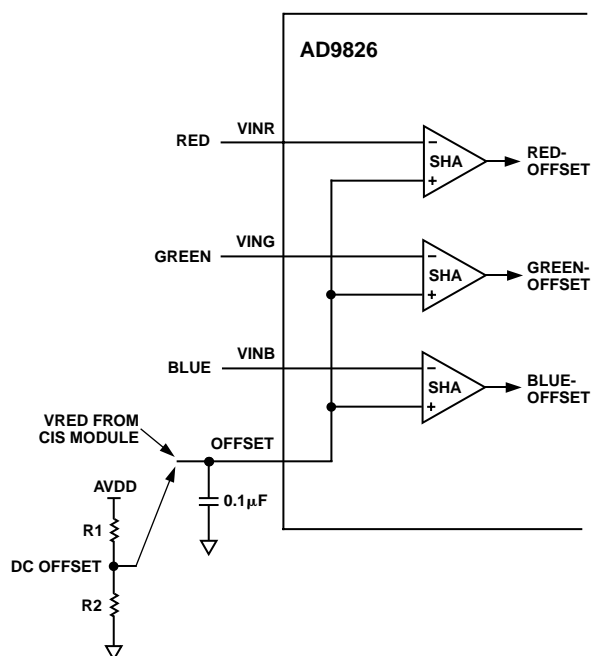 AD9826
VINR
RED
−
SHA
+
RED-
OFFSET
VING
GREEN
−
SHA
+
GREEN-
OFFSET
VINB
BLUE
−
SHA
+
BLUE-
OFFSET
VRED FROM
CIS MODULE
OFFSET
AVDD
0.1μF
R1
DC OFFSET
R2